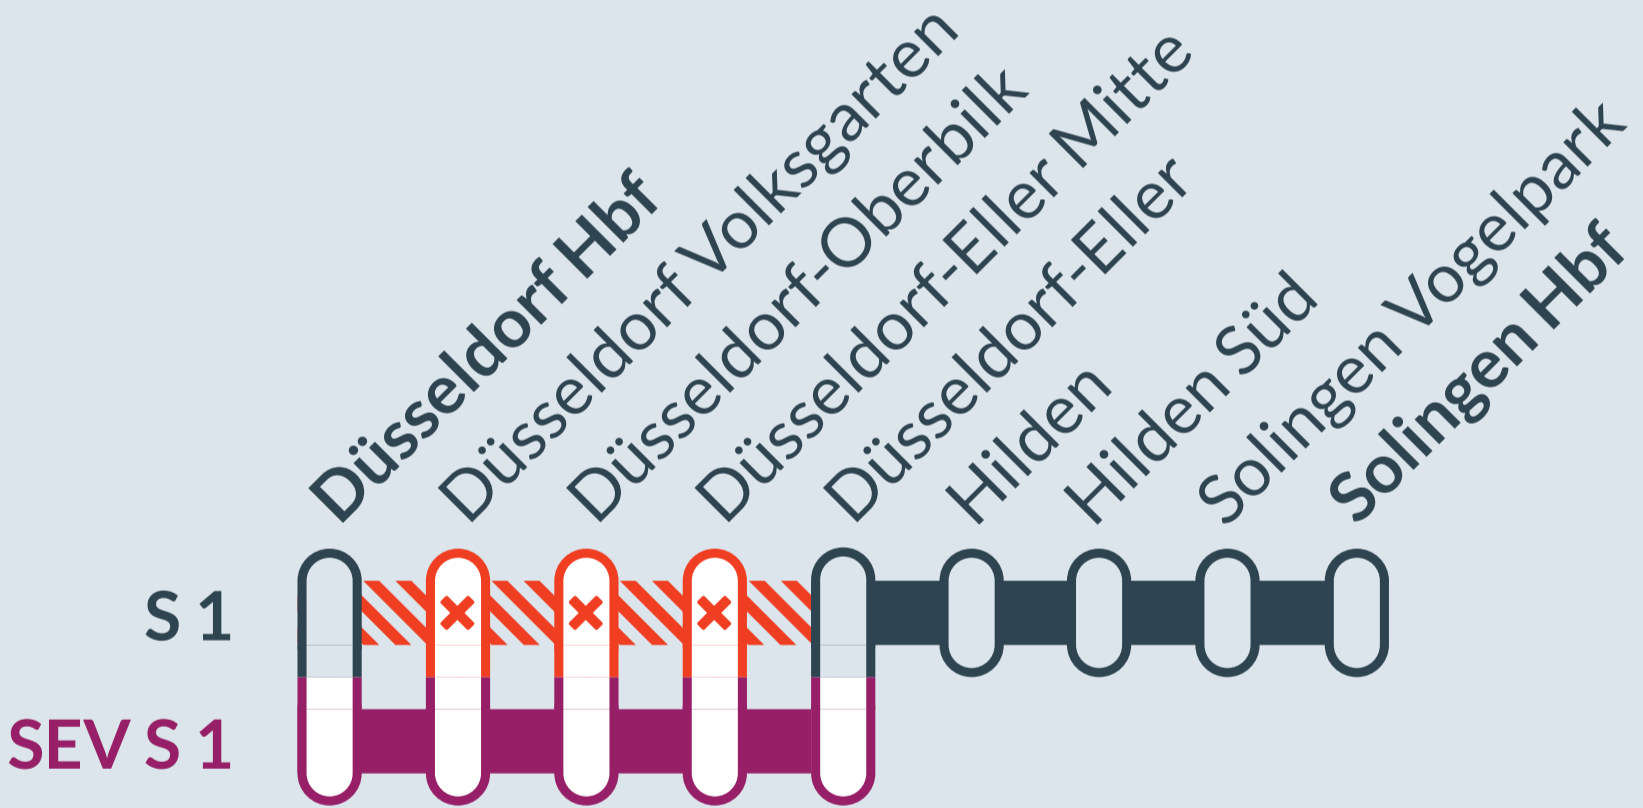 Düsseldorf Hbf
Düsseldorf Volksgarten
Düsseldorf-Oberbilk
Düsseldorf-Eller Mitte
Düsseldorf-Eller
Hilden
Hilden Süd
Solingen Vogelpark
Solingen Hbf
S 1
SEV S 1